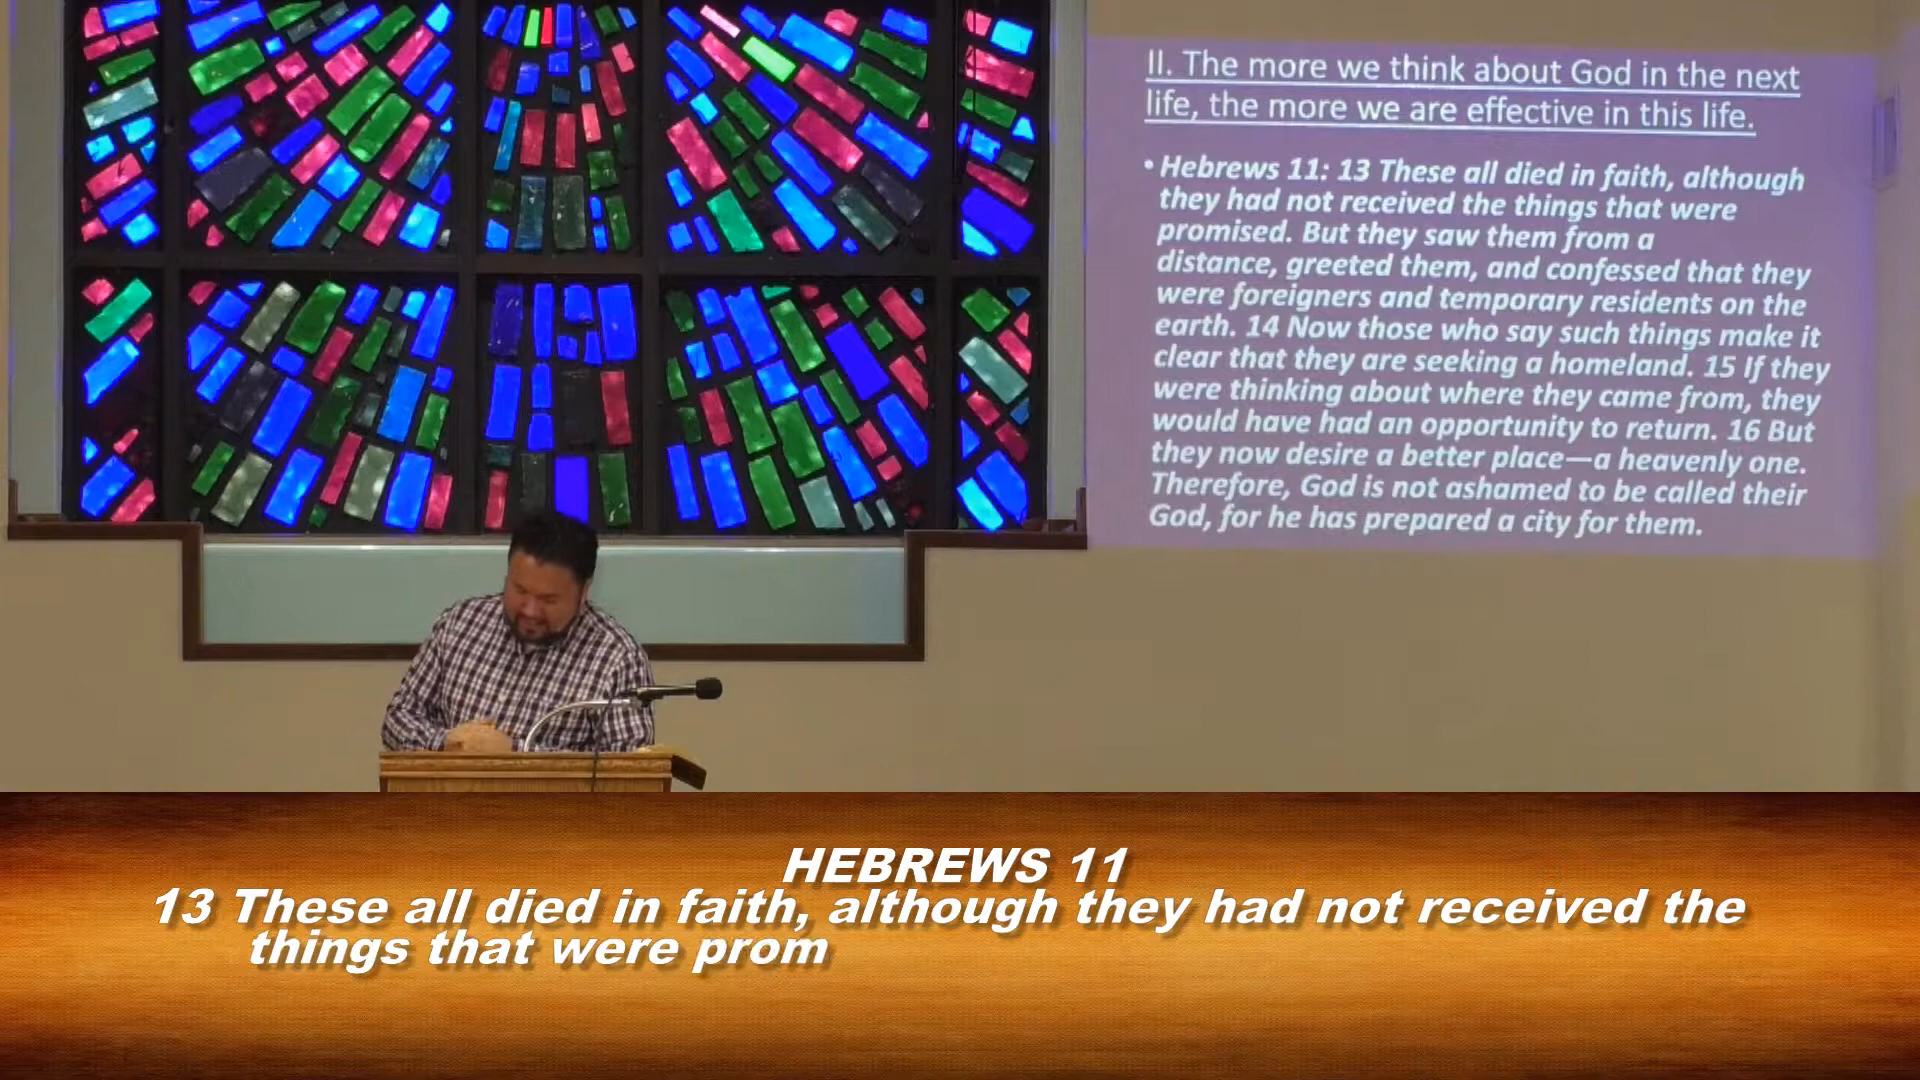 II. The more we think about God in the next
life, the more we are effective in this life.
• Hebrews 11: 13 These all died in faith, although
they had not received the things that were
promised. But they saw them from a
distance, greeted them, and confessed that they
were foreigners and temporary residents on the
earth. 14 Now those who say such things make it
clear that they are seeking a homeland. 15 If they
were thinking about where they came from, they
would have had an opportunity to return. 16 But
they now desire a better place—a heavenly one.
Therefore, God is not ashamed to be called their
God, for he has prepared a city for them.
HEBREWS 11
13 These all died in faith, although they had not received the
things that were prom